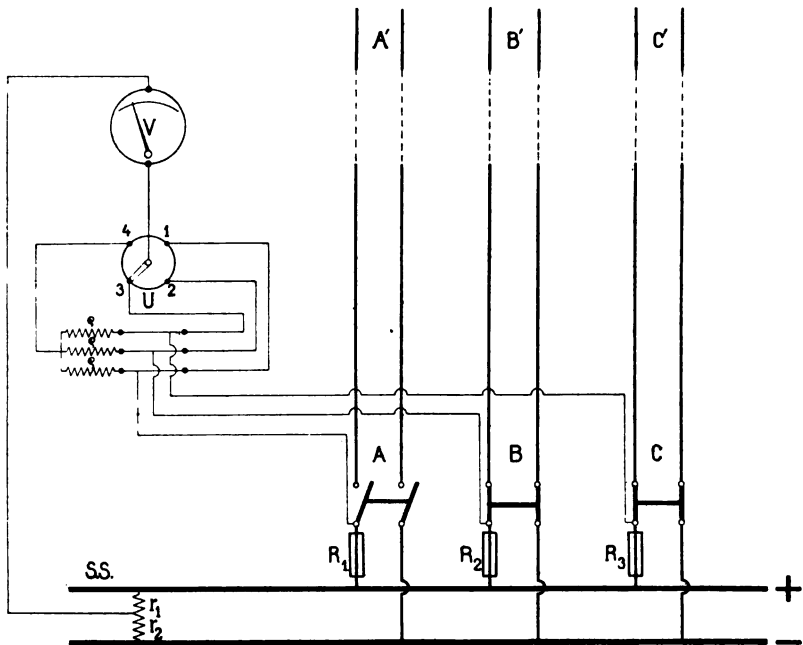 A′ B′ C′
V
4 1
3 2
U
ϱ
ϱ
ϱ
A B C
R₁ R₂ R₃
S.S.
+
r₁
r₂
−